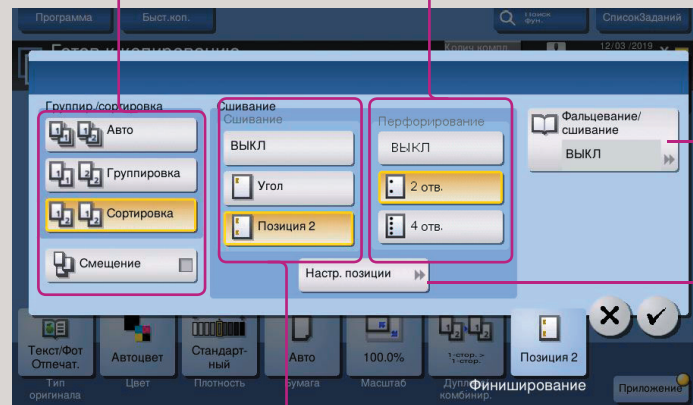 Программа
Быст.коп.
Поиск
Фун.
СписокЗаданий
Готов к копированию
Колич.компл.
12/03 /2019
Группир./сортировка
Авто
Группировка
Сортировка
Смещение
Сшивание
Сшивание
ВЫКЛ
Угол
Позиция 2
Перфорирование
ВЫКЛ
2 отв.
4 отв.
Настр. позиции
Фальцевание/
сшивание
ВЫКЛ
Текст/Фот
Отпечат.
Автоцвет
Стандарт-
ный
Авто
100.0%
1-стор. >
1-стор.
Позиция 2
Тип
оригинала
Цвет
Плотность
Бумага
Масштаб
комбинир.
Финиширование
Приложение